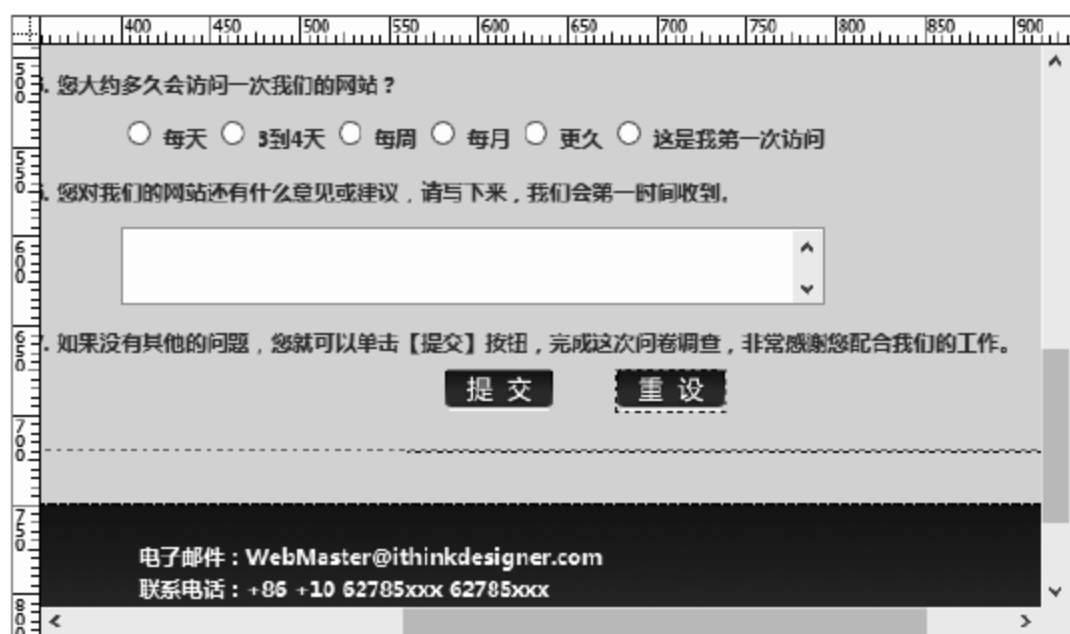 400 450 500 550 600 650 700 750 800 850 900
500
. 您大约多久会访问一次我们的网站？
每天 3到4天 每周 每月 更久 这是我第一次访问
550
. 您对我们的网站还有什么意见或建议，请写下来，我们会第一时间收到。
600
650
7. 如果没有其他的问题，您就可以单击【提交】按钮，完成这次问卷调查，非常感谢您配合我们的工作。
提 交 重 设
700
750
电子邮件：WebMaster@ithinkdesigner.com
联系电话：+86 +10 62785xxx 62785xxx